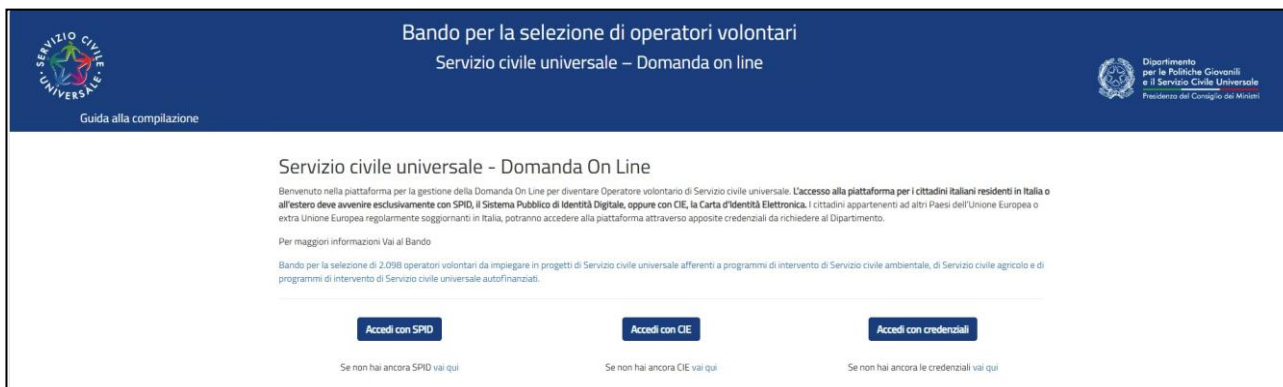 SERVIZIO CIVILE
UNIVERSALE
Bando per la selezione di operatori volontari
Servizio civile universale – Domanda on line
Dipartimento
per le Politiche Giovanili
e il Servizio Civile Universale
Presidenza del Consiglio dei Ministri
Guida alla compilazione
Servizio civile universale - Domanda On Line
Benvenuto nella piattaforma per la gestione della Domanda On Line per diventare Operatore volontario di Servizio civile universale. L'accesso alla piattaforma per i cittadini italiani residenti in Italia o
all'estero deve avvenire esclusivamente con SPID, il Sistema Pubblico di Identità Digitale, oppure con CIE, la Carta d'Identità Elettronica. I cittadini appartenenti ad altri Paesi dell'Unione Europea o
extra Unione Europea regolarmente soggiornanti in Italia, potranno accedere alla piattaforma attraverso apposite credenziali da richiedere al Dipartimento.
Per maggiori informazioni Vai al Bando
Bando per la selezione di 2.098 operatori volontari da impiegare in progetti di Servizio civile universale afferenti a programmi di intervento di Servizio civile ambientale, di Servizio civile agricolo e di
programmi di intervento di Servizio civile universale autofinanziati.
Accedi con SPID
Accedi con CIE
Accedi con credenziali
Se non hai ancora SPID vai qui
Se non hai ancora CIE vai qui
Se non hai ancora le credenziali vai qui